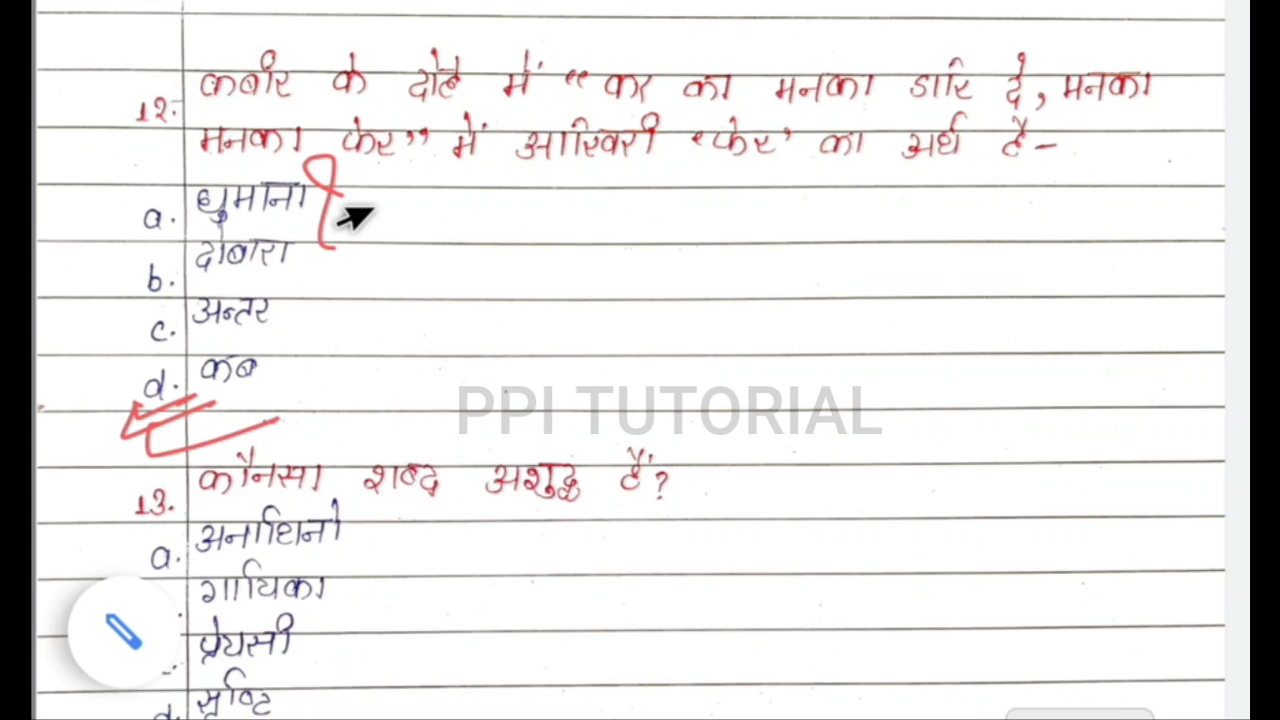 कबीर के दोहे में “कर का मनका डारि दे, मनका
12. मनका फेर” में आखिरी ‘फेर’ का अर्थ है-
a. घुमाना
b. दोबारा
c. अन्तर
d. कब
PPI TUTORIAL
13. कौनसा शब्द अशुद्ध है?
a. अनाथिनी
गायिका
प्रेयसी
d. सृष्टि